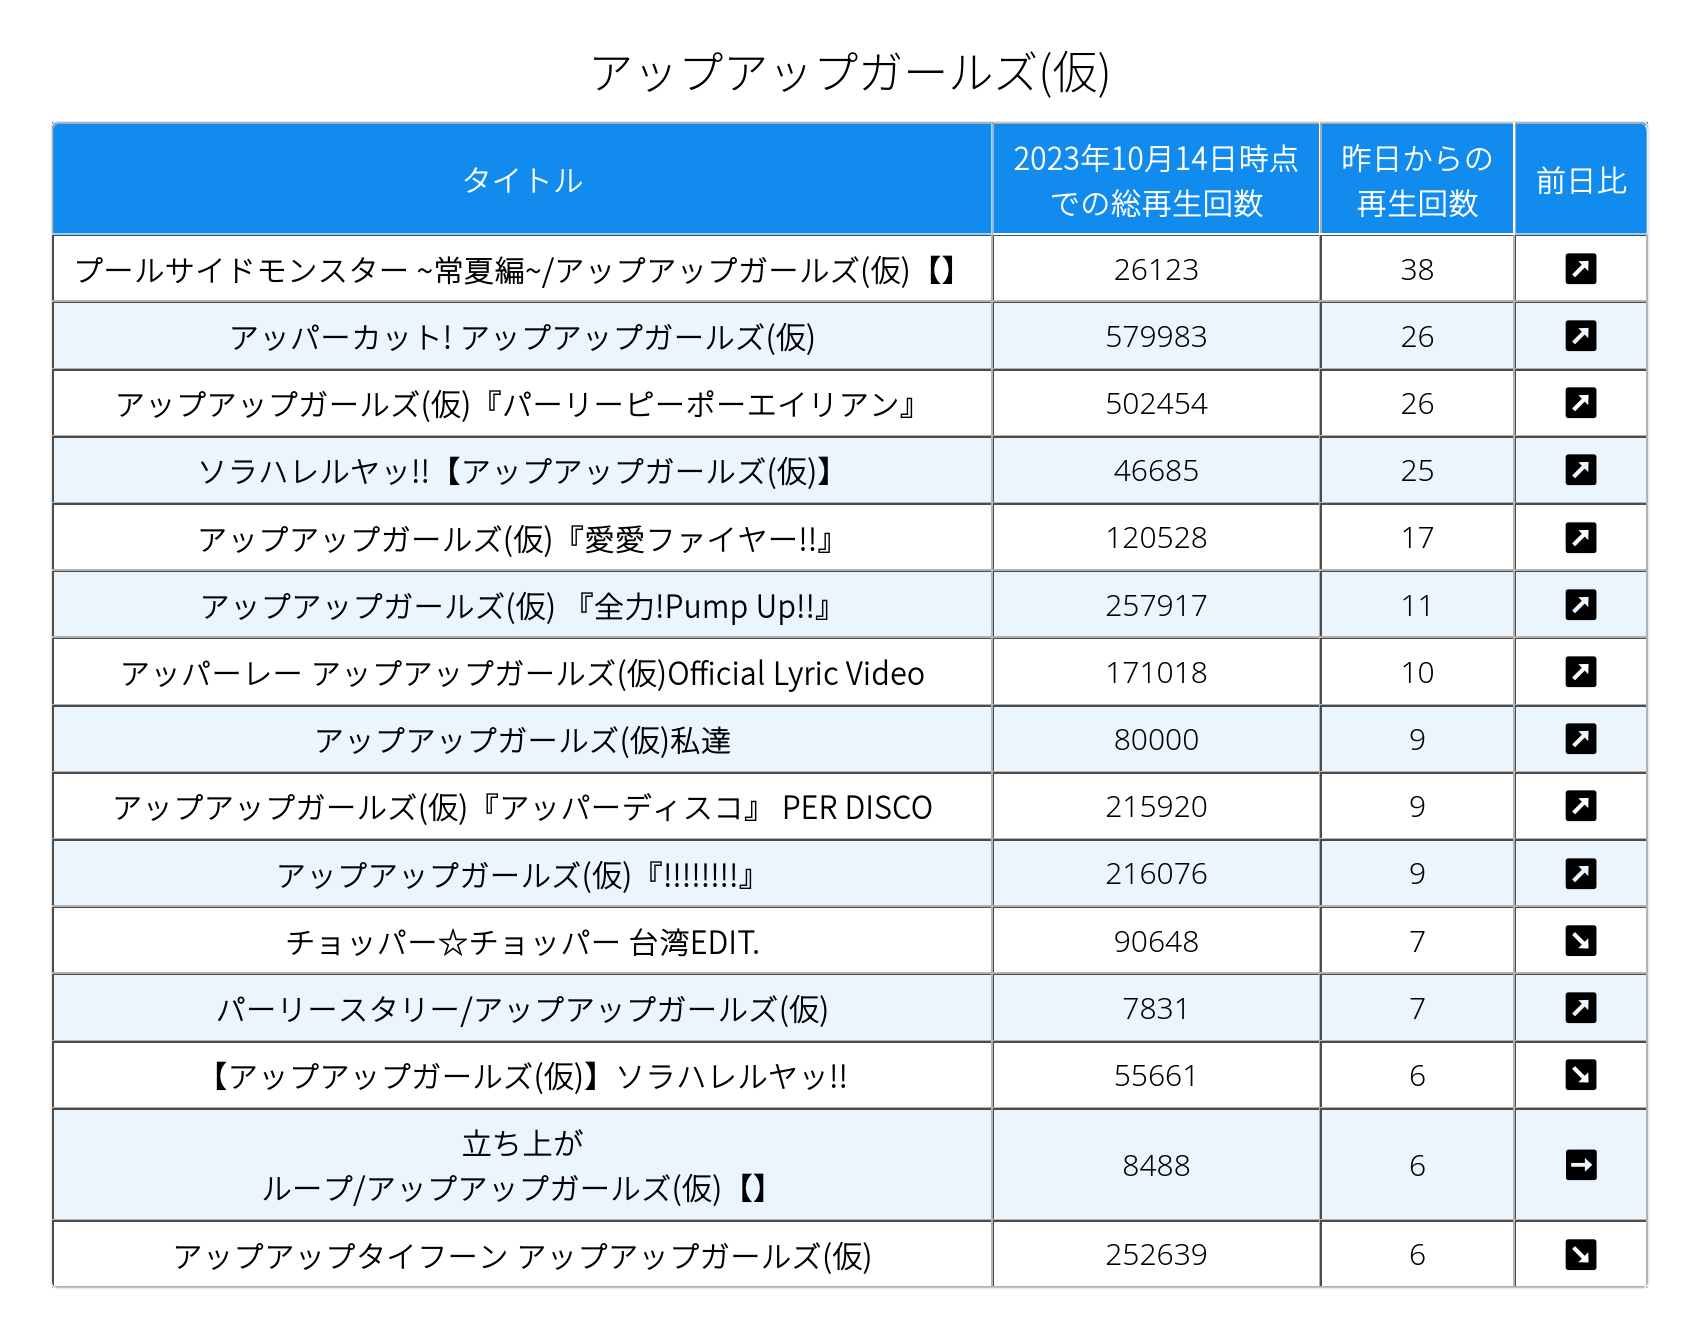 アップアップガールズ(仮)
タイトル 2023年10月14日時点での総再生回数 昨日からの再生回数 前日比
プールサイドモンスター ~常夏編~/アップアップガールズ(仮)【】 26123 38
アッパーカット! アップアップガールズ(仮) 579983 26
アップアップガールズ(仮)『パーリーピーポーエイリアン』 502454 26
ソラハレルヤッ!!【アップアップガールズ(仮)】 46685 25
アップアップガールズ(仮)『愛愛ファイヤー!!』 120528 17
アップアップガールズ(仮) 『全力!Pump Up!!』 257917 11
アッパーレー アップアップガールズ(仮)Official Lyric Video 171018 10
アップアップガールズ(仮)私達 80000 9
アップアップガールズ(仮)『アッパーディスコ』 PER DISCO 215920 9
アップアップガールズ(仮)『!!!!!!!!』 216076 9
チョッパー☆チョッパー 台湾EDIT. 90648 7
パーリースタリー/アップアップガールズ(仮) 7831 7
【アップアップガールズ(仮)】ソラハレルヤッ!! 55661 6
立ち上が
ループ/アップアップガールズ(仮)【】 8488 6
アップアップタイフーン アップアップガールズ(仮) 252639 6